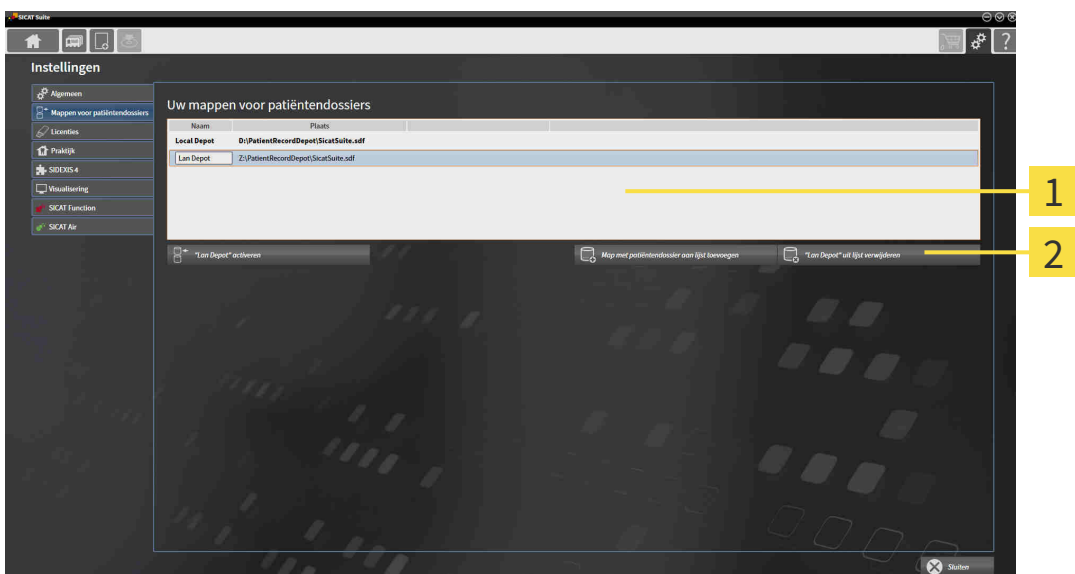 SICAT Suite
?
Instellingen
Algemeen
Mappen voor patiëntendossiers
Licenties
Praktijk
SIDEXIS 4
Visualisering
SICAT Function
SICAT Air
Uw mappen voor patiëntendossiers
Naam Plaats
Local Depot D:\PatientRecordDepot\SicatSuite.sdf
Lan Depot Z:\PatientRecordDepot\SicatSuite.sdf
1
"Lan Depot" activeren
Map met patiëntendossier aan lijst toevoegen
"Lan Depot" uit lijst verwijderen
2
Sluiten